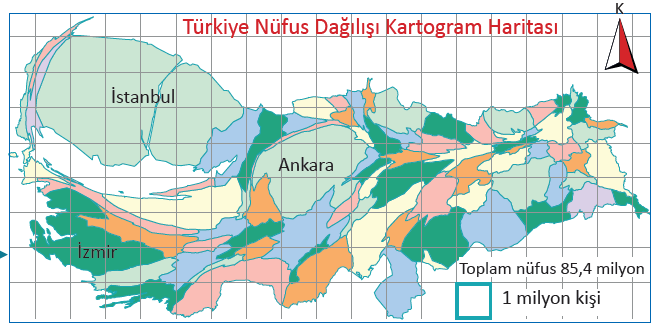 Türkiye Nüfus Dağılışı Kartogram Haritası
K
İstanbul
Ankara
İzmir
Toplam nüfus 85,4 milyon
1 milyon kişi